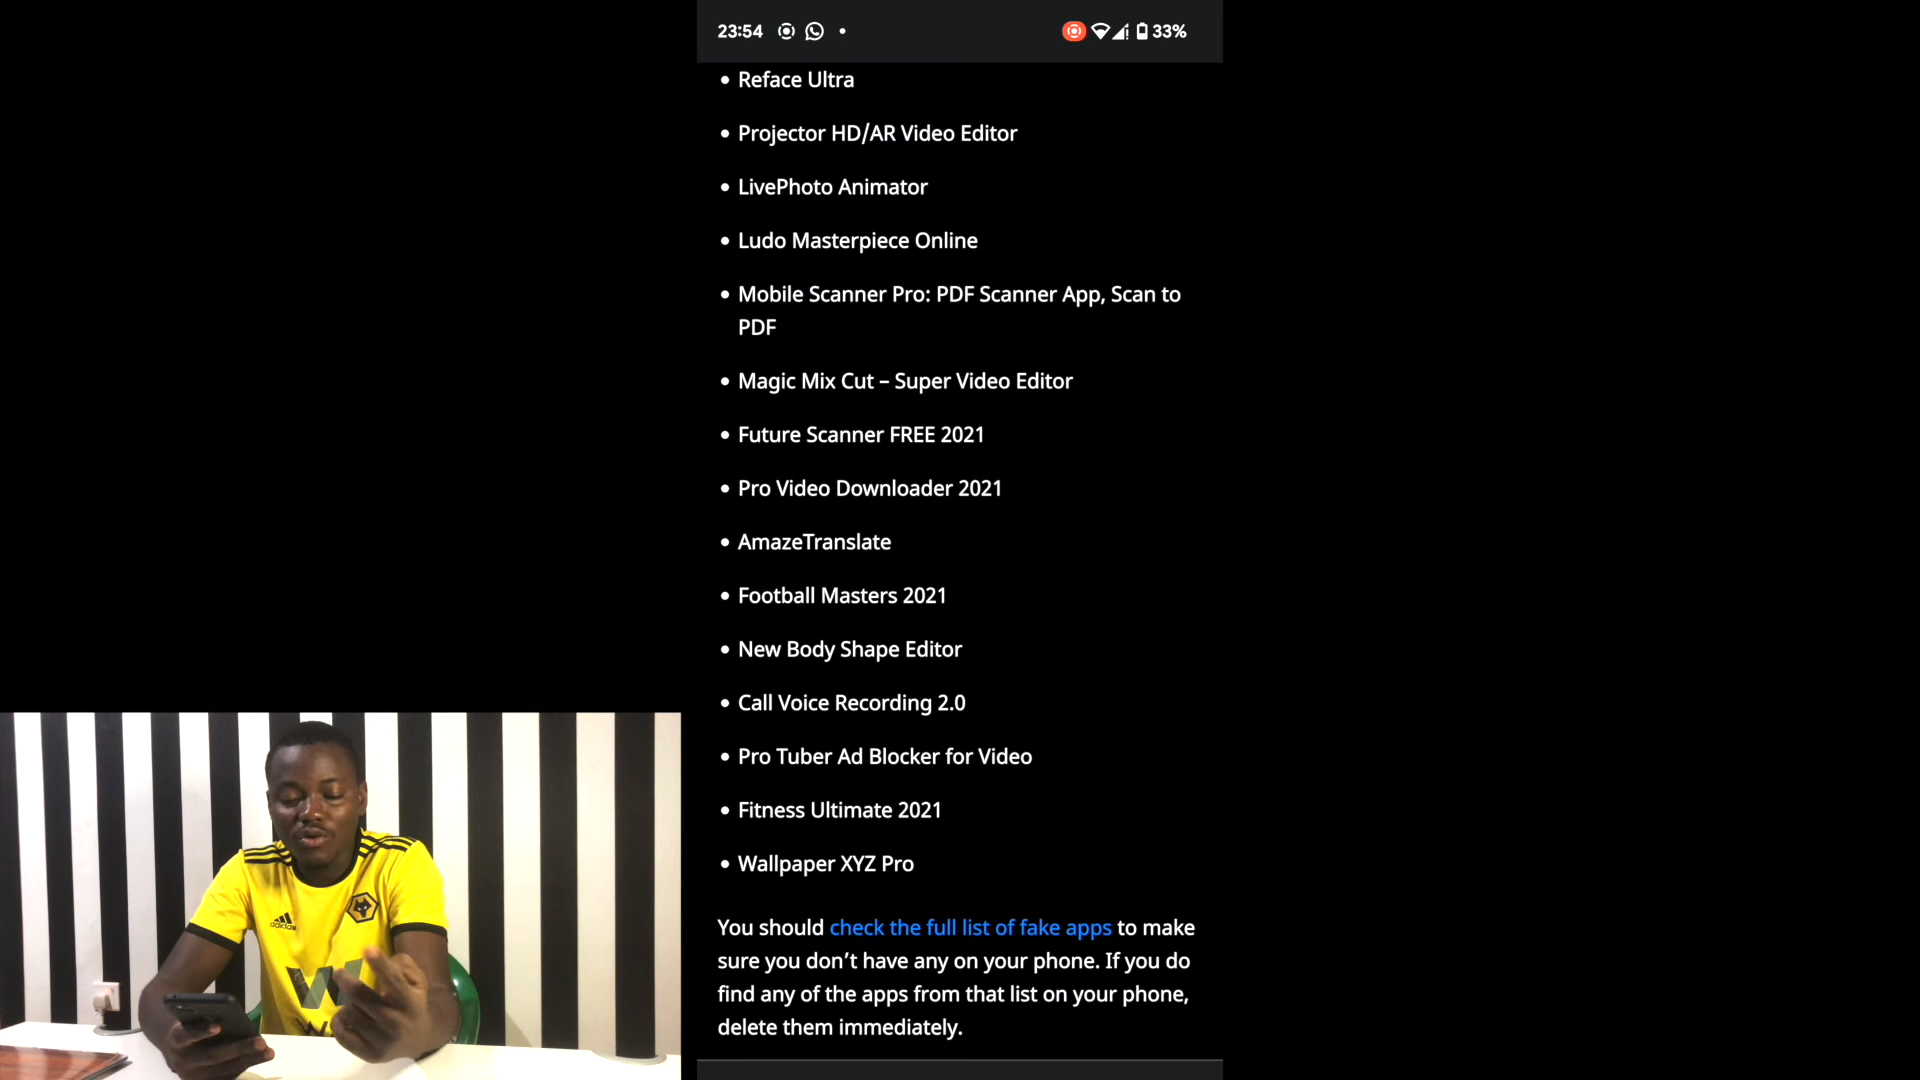 23:54
33%
• Reface Ultra
• Projector HD/AR Video Editor
• LivePhoto Animator
• Ludo Masterpiece Online
• Mobile Scanner Pro: PDF Scanner App, Scan to
PDF
• Magic Mix Cut – Super Video Editor
• Future Scanner FREE 2021
• Pro Video Downloader 2021
• AmazeTranslate
• Football Masters 2021
• New Body Shape Editor
• Call Voice Recording 2.0
• Pro Tuber Ad Blocker for Video
• Fitness Ultimate 2021
• Wallpaper XYZ Pro
You should check the full list of fake apps to make
sure you don’t have any on your phone. If you do
find any of the apps from that list on your phone,
delete them immediately.
adidas
W